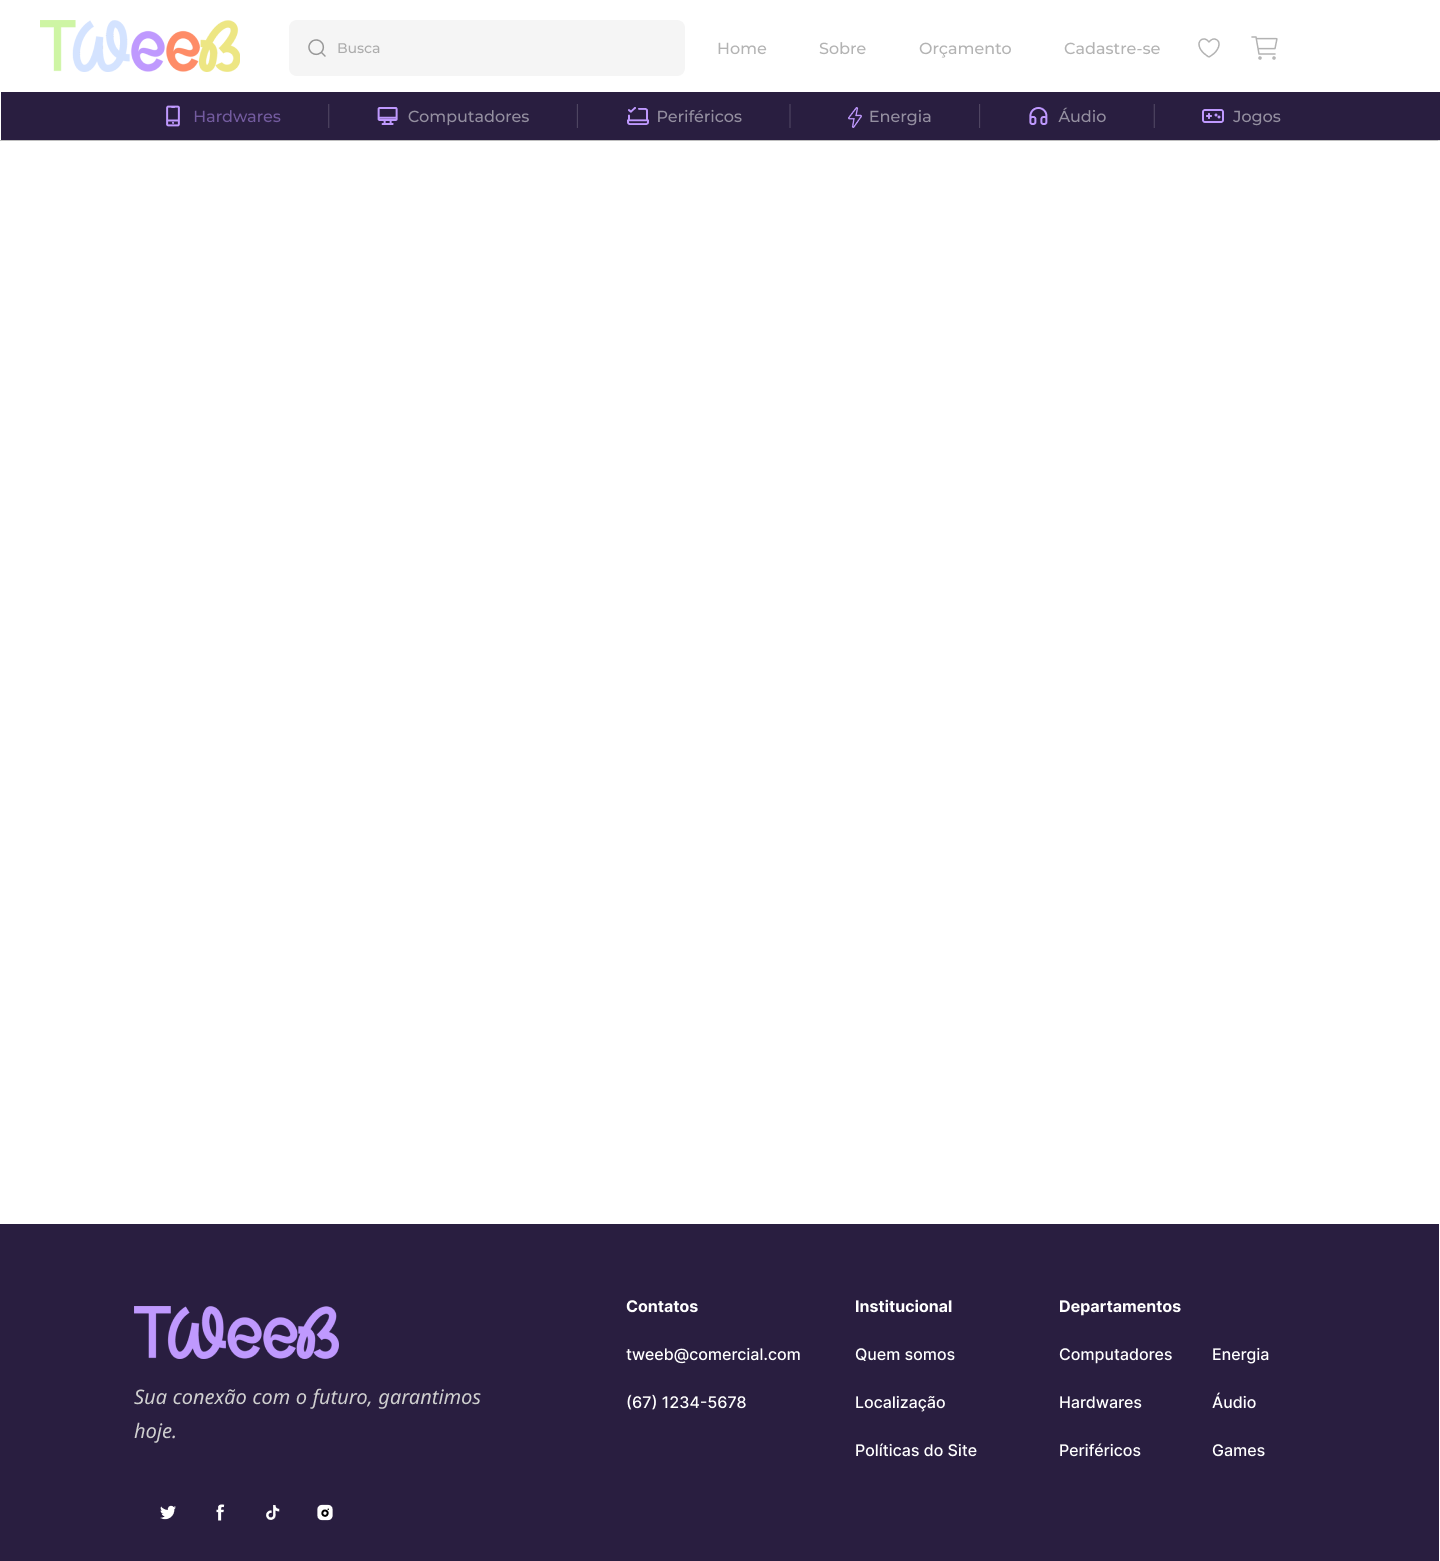 Tweeb
Busca
Home
Sobre
Orçamento
Cadastre-se
Hardwares
Computadores
Periféricos
Energia
Áudio
Jogos
Tweeb
Sua conexão com o futuro, garantimos
hoje.
Contatos
tweeb@comercial.com
(67) 1234-5678
Institucional
Quem somos
Localização
Políticas do Site
Departamentos
Computadores
Hardwares
Periféricos
Energia
Áudio
Games